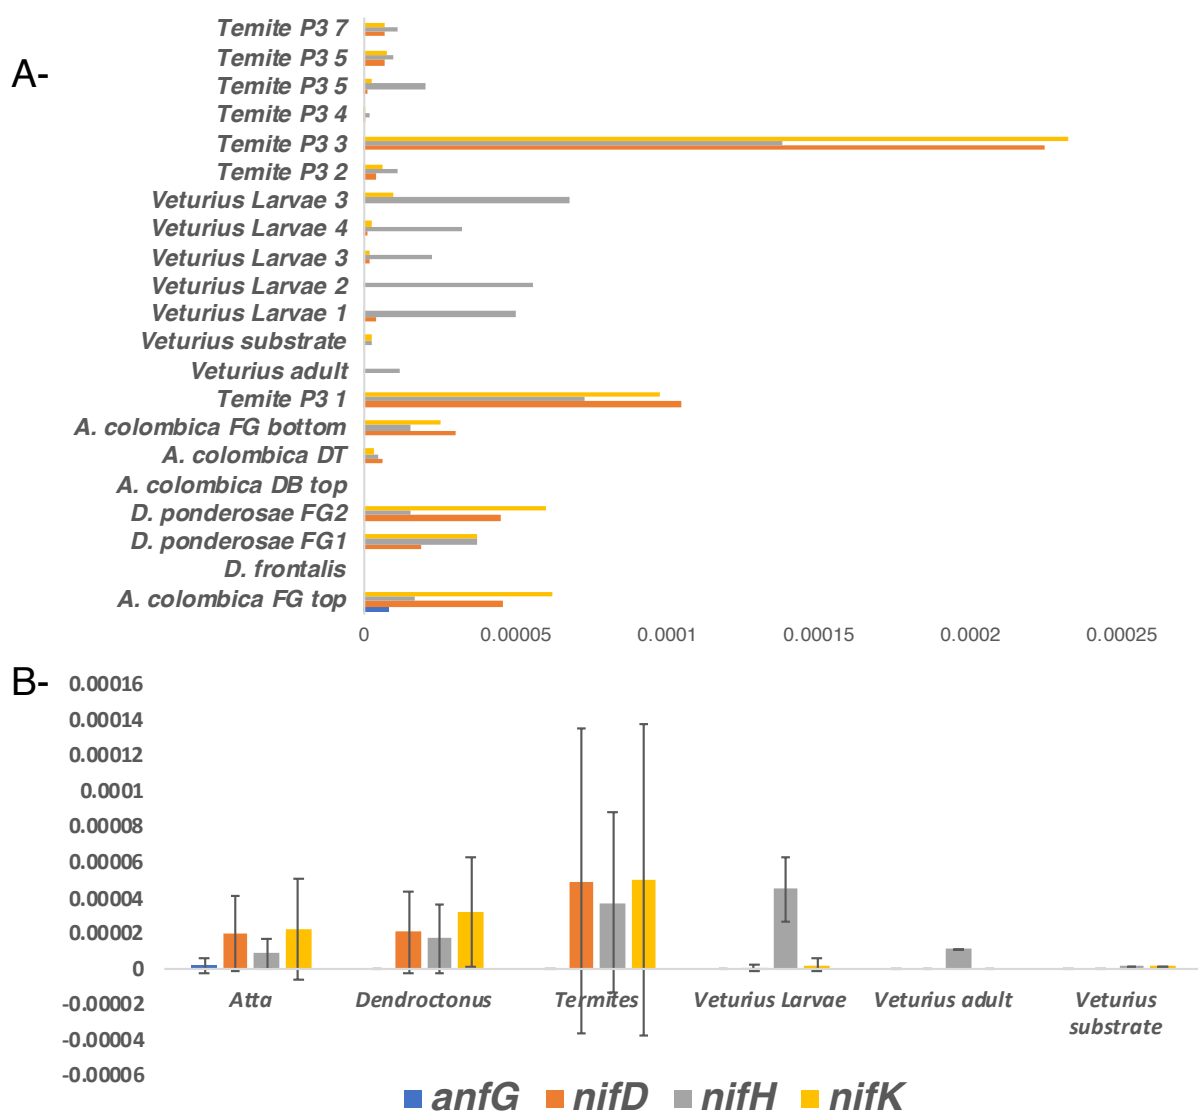 A-
Temite P3 7
Temite P3 5
Temite P3 5
Temite P3 4
Temite P3 3
Temite P3 2
Veturius Larvae 3
Veturius Larvae 4
Veturius Larvae 3
Veturius Larvae 2
Veturius Larvae 1
Veturius substrate
Veturius adult
Temite P3 1
A. colombica FG bottom
A. colombica DT
A. colombica DB top
D. ponderosae FG2
D. ponderosae FG1
D. frontalis
A. colombica FG top
0 0.00005 0.0001 0.00015 0.0002 0.00025
B-
0.00016
0.00014
0.00012
0.0001
0.00008
0.00006
0.00004
0.00002
0
-0.00002
-0.00004
-0.00006
Atta Dendroctonus Termites Veturius Larvae Veturius adult Veturius
substrate
anfG nifD nifH nifK